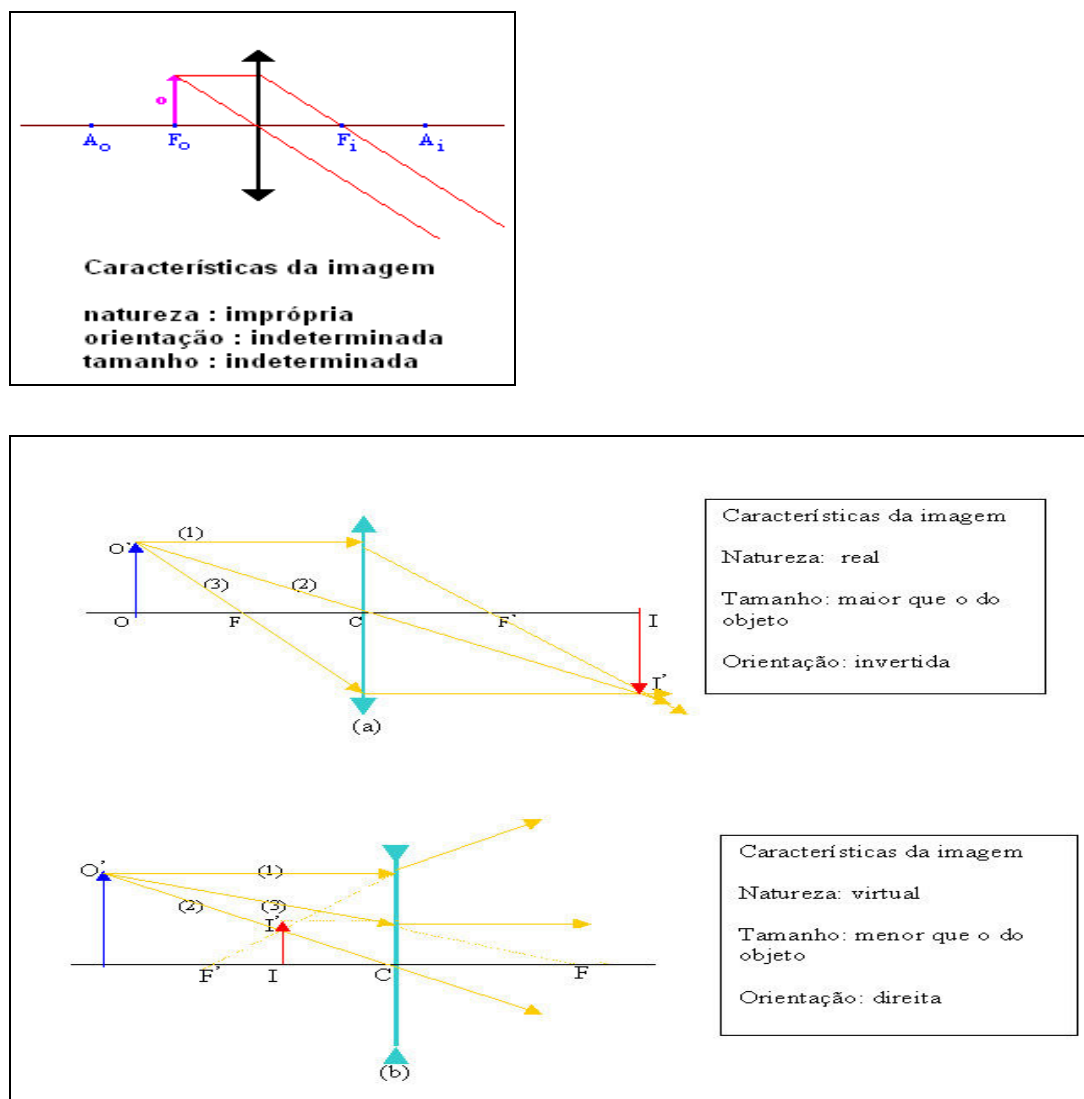 o
Ao Fo Fi Ai
Características da imagem
natureza : imprópria
orientação : indeterminada
tamanho : indeterminada
(1)
O'
(3) (2)
O F C F' I
I'
(a)
Características da imagem
Natureza: real
Tamanho: maior que o do
objeto
Orientação: invertida
O' (1)
(2) (3)
I'
F' I C F
(b)
Características da imagem
Natureza: virtual
Tamanho: menor que o do
objeto
Orientação: direita